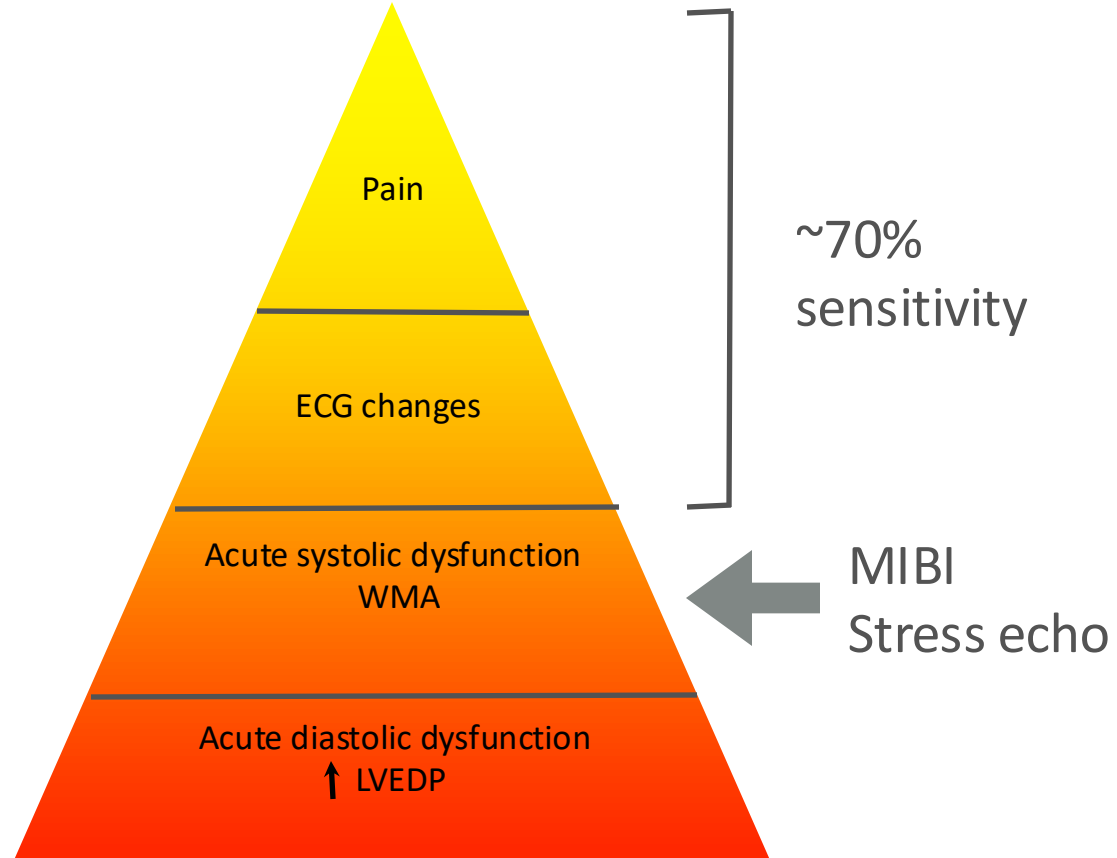 Pain
ECG changes
~70%
sensitivity
Acute systolic dysfunction
WMA
MIBI
Stress echo
Acute diastolic dysfunction
↑ LVEDP